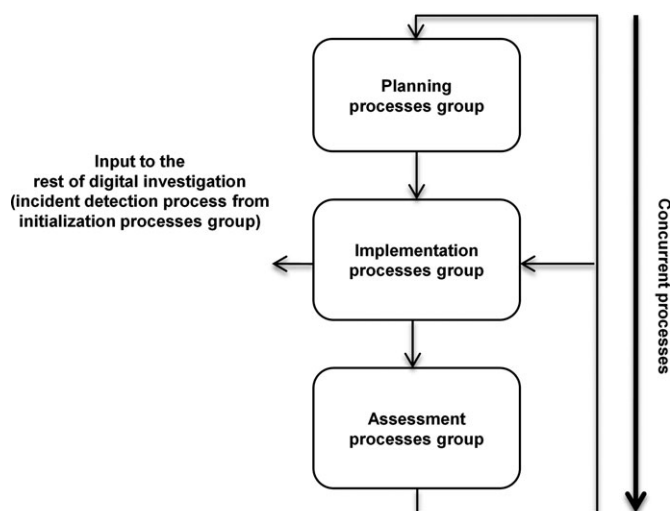 Planning
processes group
Input to the
rest of digital investigation
(incident detection process from
initialization processes group)
Implementation
processes group
Concurrent processes
Assessment
processes group